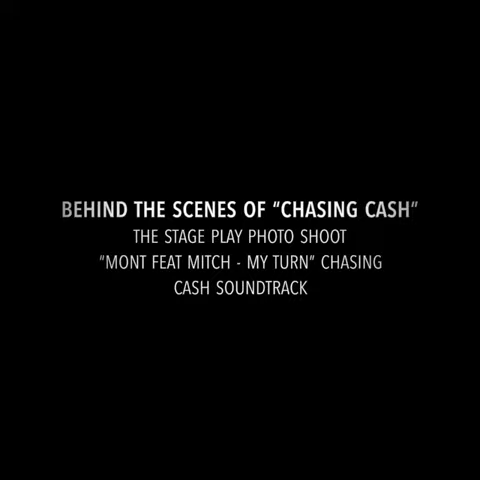 BEHIND THE SCENES OF “CHASING CASH“
THE STAGE PLAY PHOTO SHOOT
“MONT FEAT MITCH - MY TURN” CHASING
CASH SOUNDTRACK